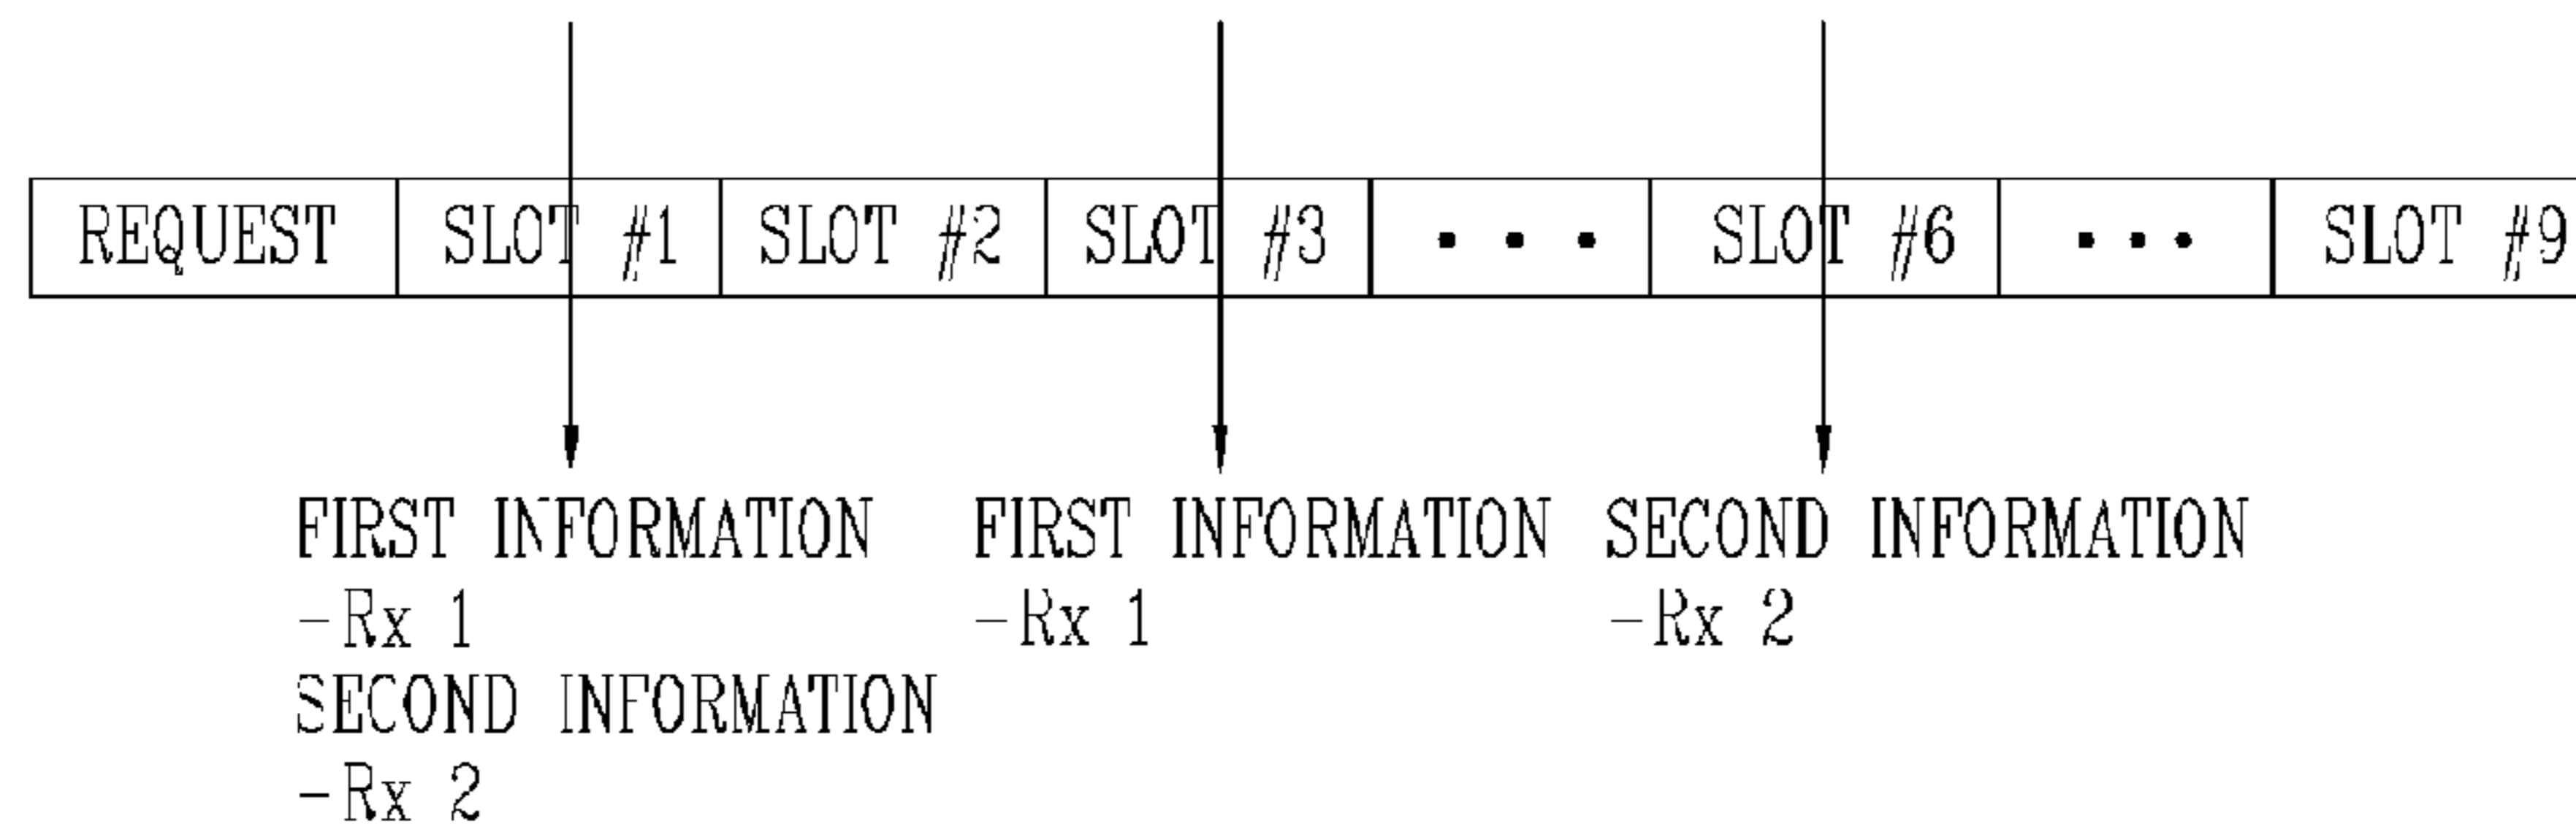 REQUEST SLOT #1 SLOT #2 SLOT #3 • • • SLOT #6 • • • SLOT #9
FIRST INFORMATION FIRST INFORMATION SECOND INFORMATION
-Rx 1 -Rx 1 -Rx 2
SECOND INFORMATION
-Rx 2